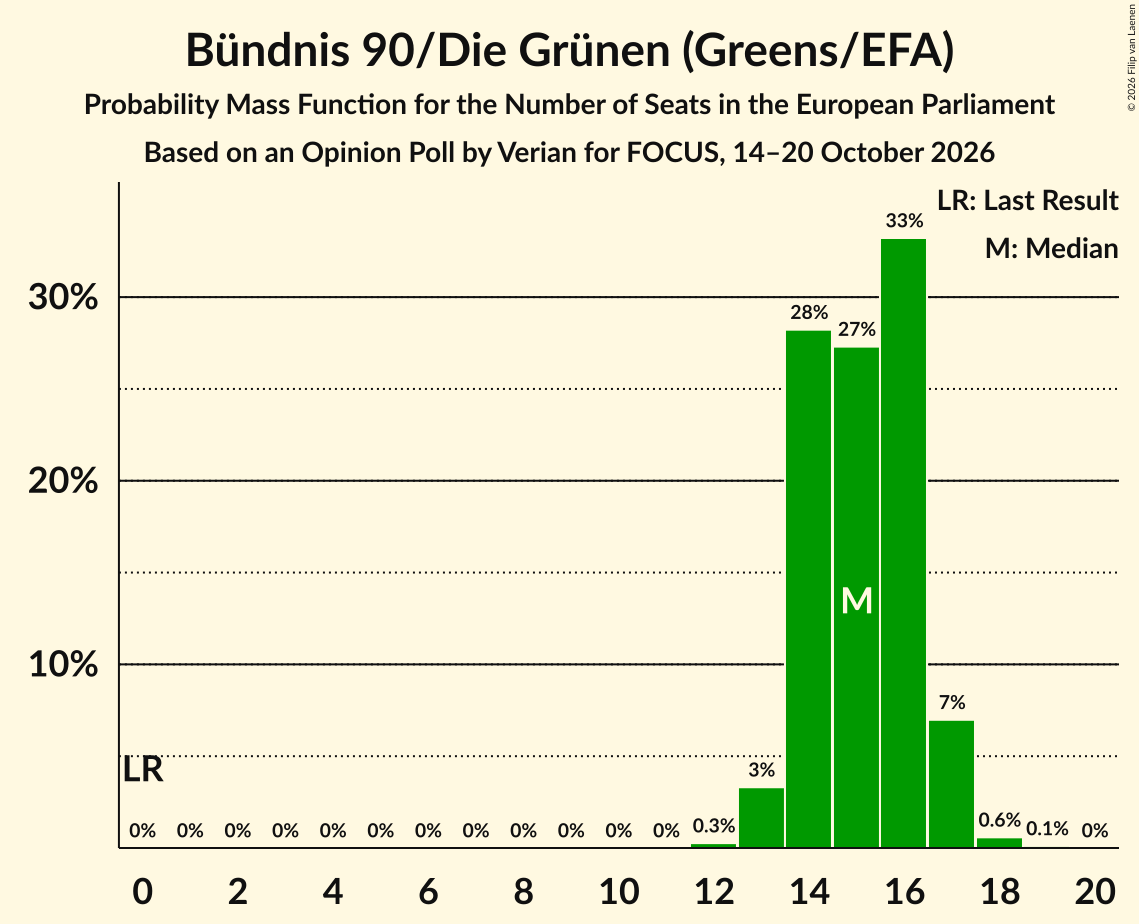 Bündnis 90/Die Grünen (Greens/EFA)
Probability Mass Function for the Number of Seats in the European Parliament
Based on an Opinion Poll by Verian for FOCUS, 14–20 October 2026
© 2026 Filip van Laenen
LR: Last Result
M: Median
33%
30%
28%
27%
20%
M
10%
7%
LR
3%
0% 0% 0% 0% 0% 0% 0% 0% 0% 0% 0% 0% 0.3% 0.6% 0.1% 0%
0 2 4 6 8 10 12 14 16 18 20